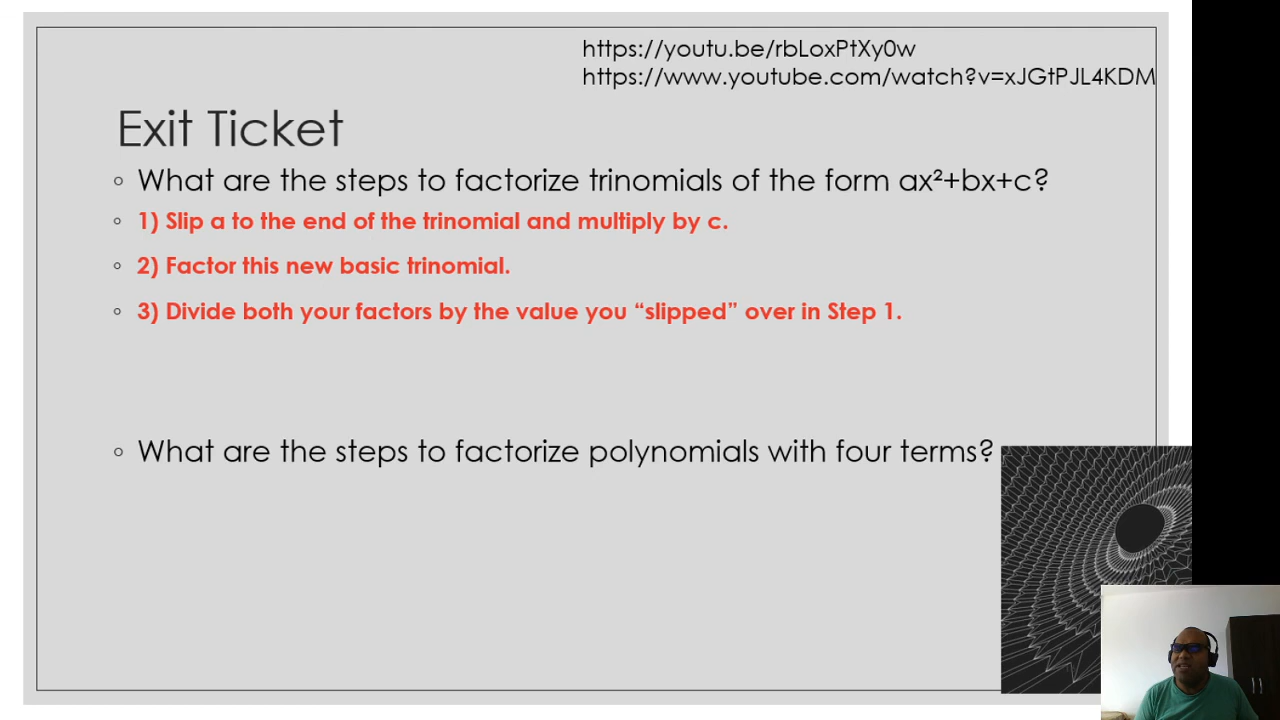 https://youtu.be/rbLoxPtXy0w
https://www.youtube.com/watch?v=xJGtPJL4KDM
Exit Ticket
◦ What are the steps to factorize trinomials of the form ax²+bx+c?
◦ 1) Slip a to the end of the trinomial and multiply by c.
◦ 2) Factor this new basic trinomial.
◦ 3) Divide both your factors by the value you “slipped” over in Step 1.
◦ What are the steps to factorize polynomials with four terms?